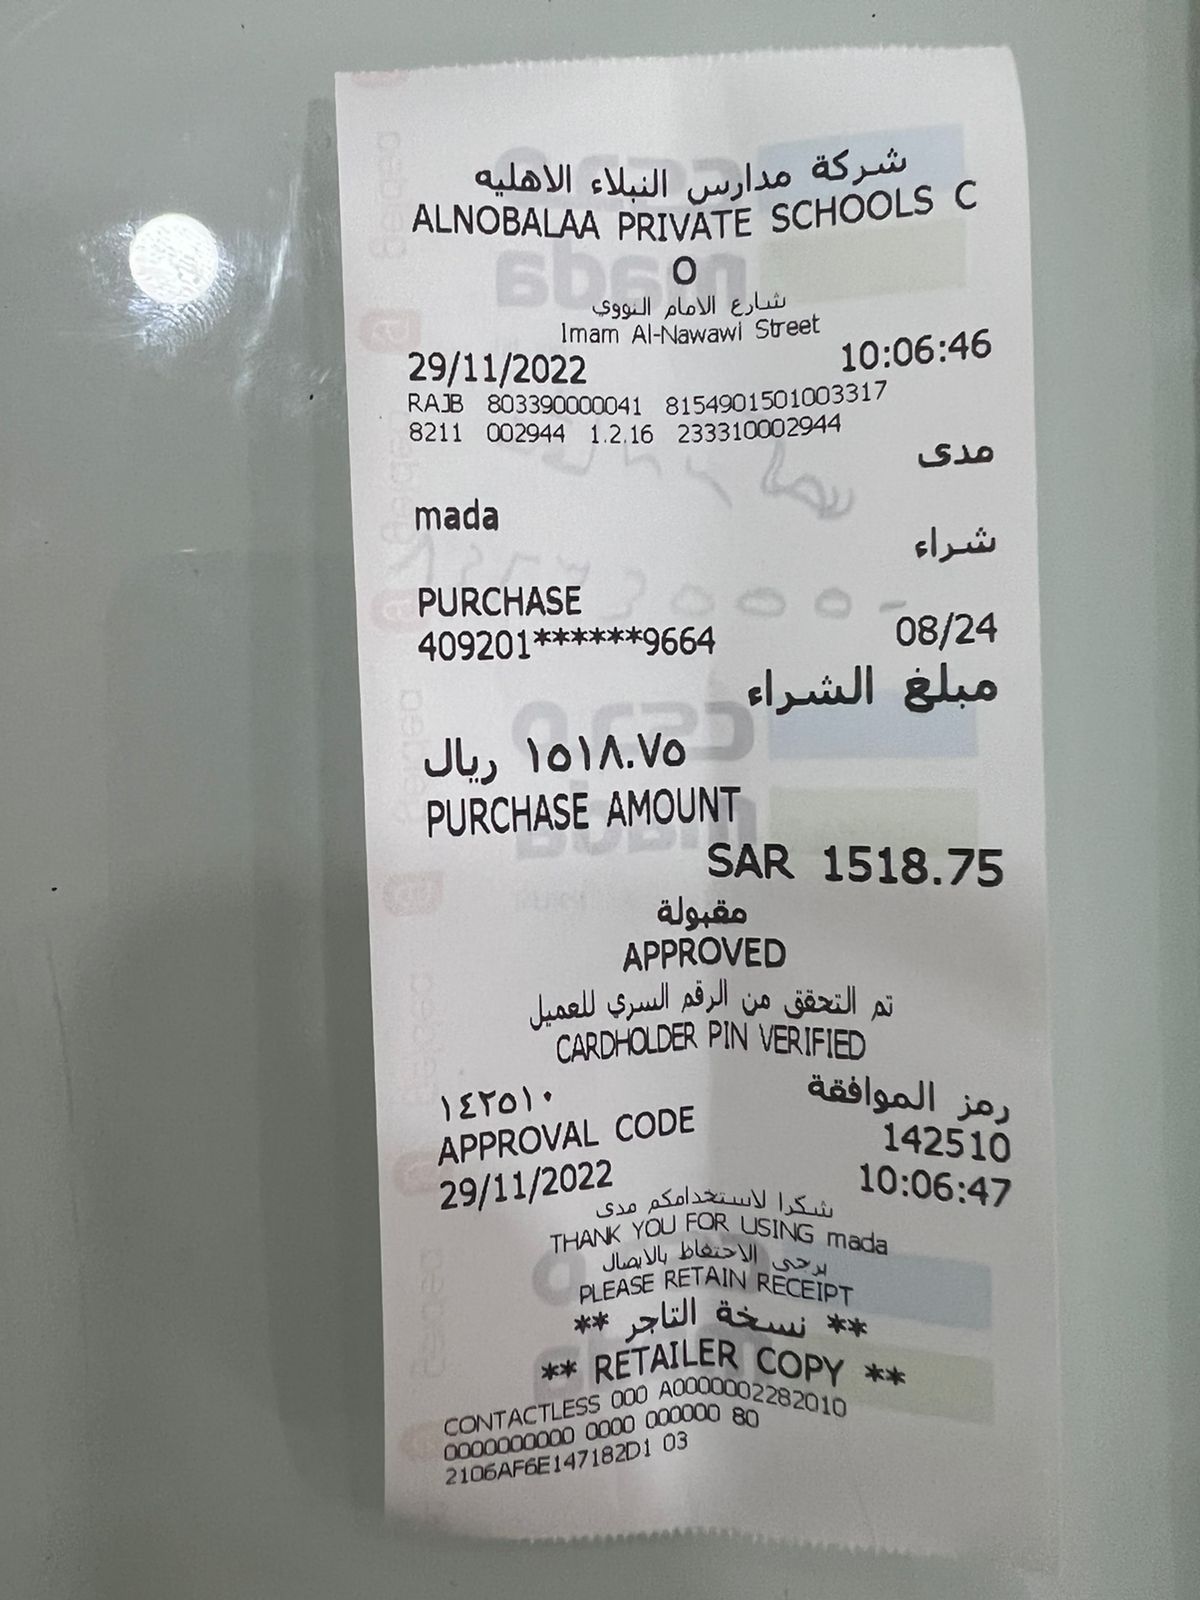 شركة مدارس النبلاء الاهليه
ALNOBALAA PRIVATE SCHOOLS C
O
شارع الامام النووي
Imam Al-Nawawi Street
29/11/2022 10:06:46
RAJB 803390000041 8154901501003317
8211 002944 1.2.16 233310002944
مدى
mada
شراء
PURCHASE
409201******9664 08/24
مبلغ الشراء
١٥١٨.٧٥ ريال
PURCHASE AMOUNT
SAR 1518.75
مقبولة
APPROVED
تم التحقق من الرقم السري للعميل
CARDHOLDER PIN VERIFIED
رمز الموافقة ١٤٢٥١٠
APPROVAL CODE 142510
29/11/2022 10:06:47
شكرا لاستخدامكم مدى
THANK YOU FOR USING mada
يرجى الاحتفاظ بالايصال
PLEASE RETAIN RECEIPT
** نسخة التاجر **
** RETAILER COPY **
CONTACTLESS 000 A0000002282010
0000000000 0000 000000 80
2106AF6E147182D1 03